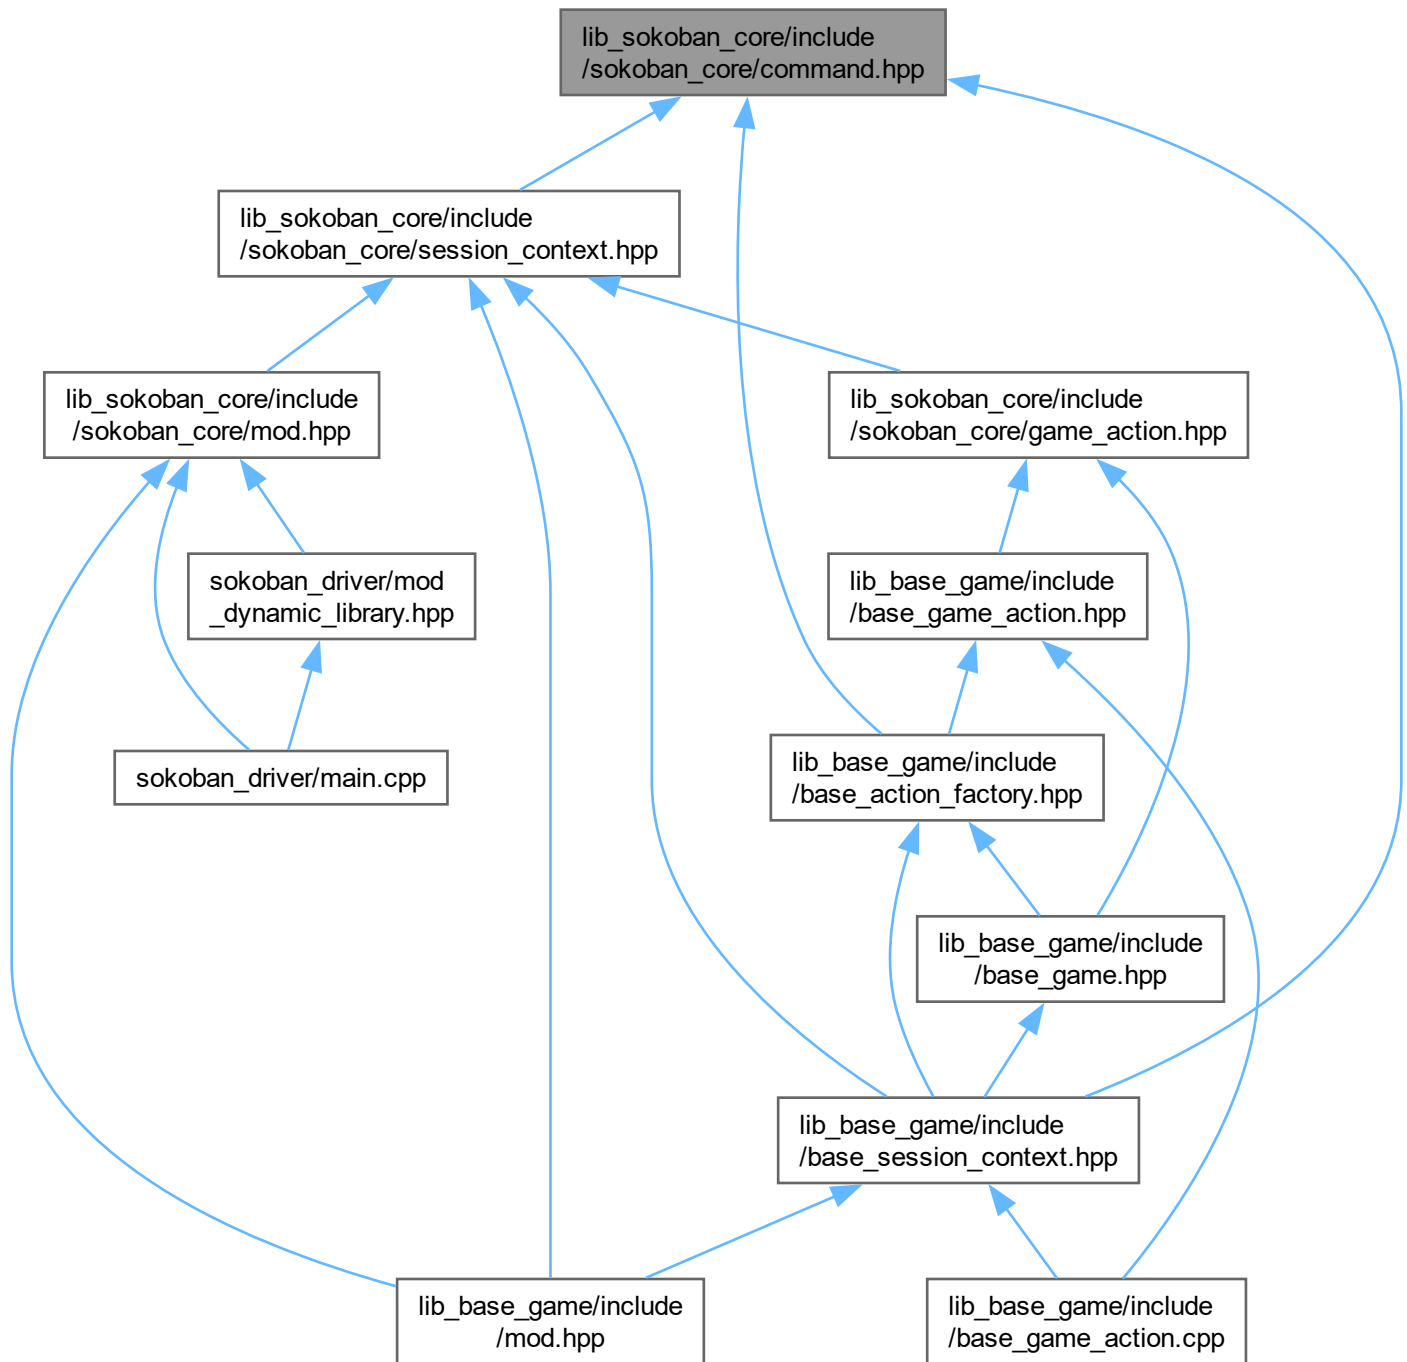 lib_sokoban_core/include
/sokoban_core/command.hpp
lib_sokoban_core/include
/sokoban_core/session_context.hpp
lib_sokoban_core/include
/sokoban_core/mod.hpp
lib_sokoban_core/include
/sokoban_core/game_action.hpp
sokoban_driver/mod
_dynamic_library.hpp
lib_base_game/include
/base_game_action.hpp
sokoban_driver/main.cpp
lib_base_game/include
/base_action_factory.hpp
lib_base_game/include
/base_game.hpp
lib_base_game/include
/base_session_context.hpp
lib_base_game/include
/mod.hpp
lib_base_game/include
/base_game_action.cpp